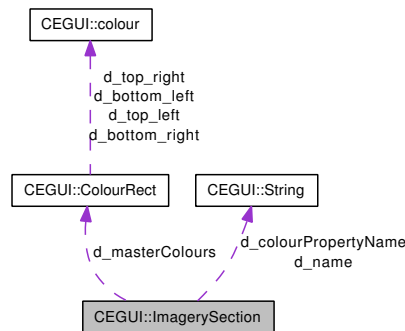 CEGUI::colour
d_top_right
d_bottom_left
d_top_left
d_bottom_right
CEGUI::ColourRect
CEGUI::String
d_masterColours
d_colourPropertyName
d_name
CEGUI::ImagerySection